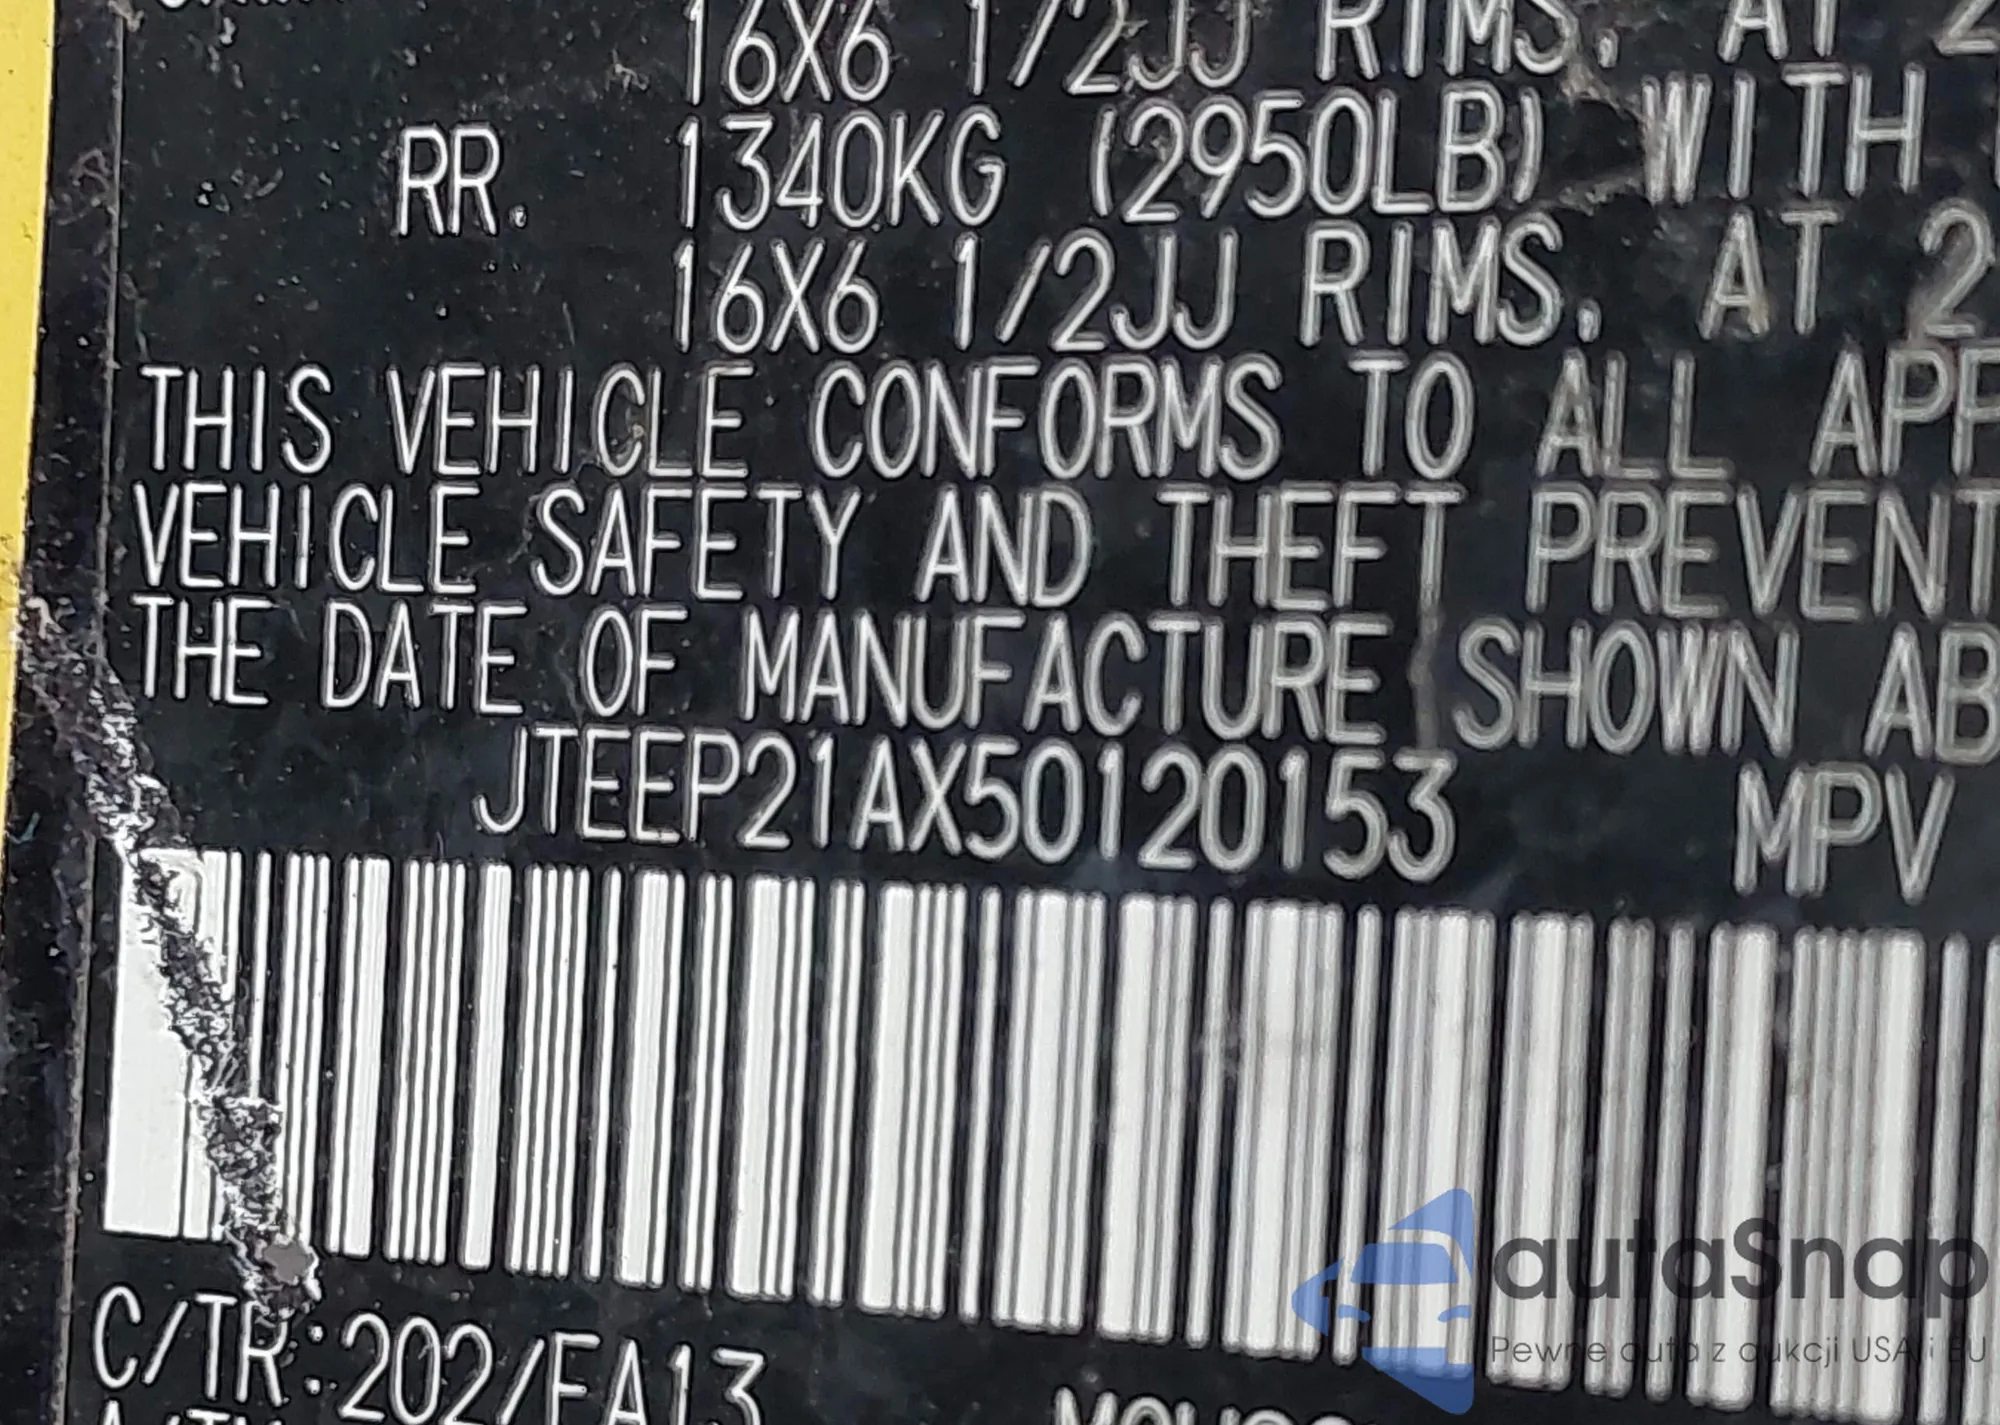 16X6 1/2JJ RIMS, AT 2
RR. 1340KG (2950LB) WITH
16X6 1/2JJ RIMS, AT 2
THIS VEHICLE CONFORMS TO ALL APP
VEHICLE SAFETY AND THEFT PREVENT
THE DATE OF MANUFACTURE SHOWN AB
JTEEP21AX50120153 MPV
C/TR:202/FA13
autaSnap
Pewne auta z aukcji USA i EU